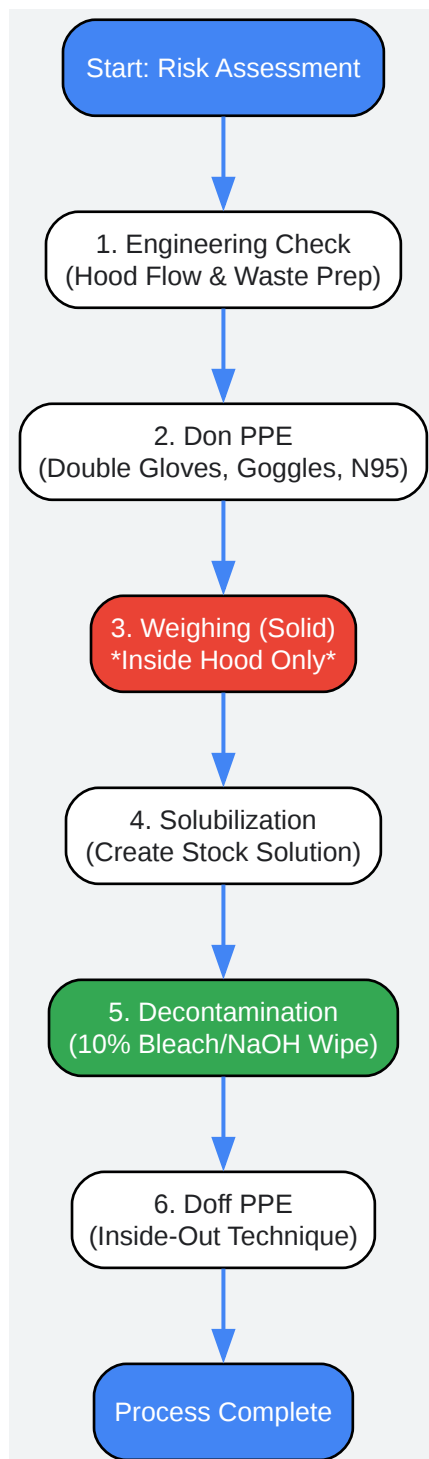 Start: Risk Assessment
1. Engineering Check
(Hood Flow & Waste Prep)
2. Don PPE
(Double Gloves, Goggles, N95)
3. Weighing (Solid)
*Inside Hood Only*
4. Solubilization
(Create Stock Solution)
5. Decontamination
(10% Bleach/NaOH Wipe)
6. Doff PPE
(Inside-Out Technique)
Process Complete